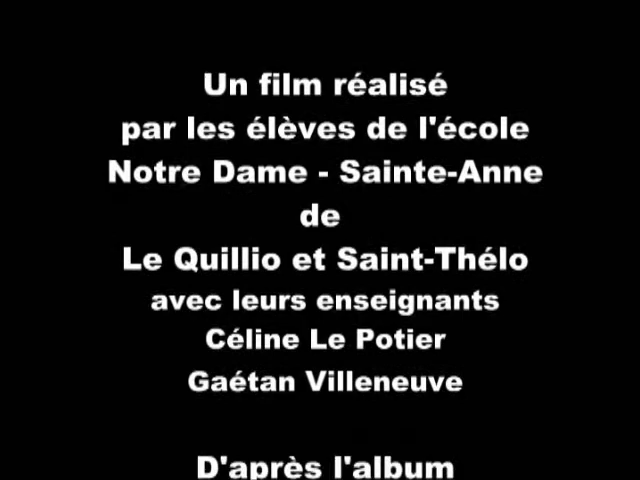 Un film réalisé
par les élèves de l'école
Notre Dame - Sainte-Anne
de
Le Quillio et Saint-Thélo
avec leurs enseignants
Céline Le Potier
Gaétan Villeneuve
D'après l'album